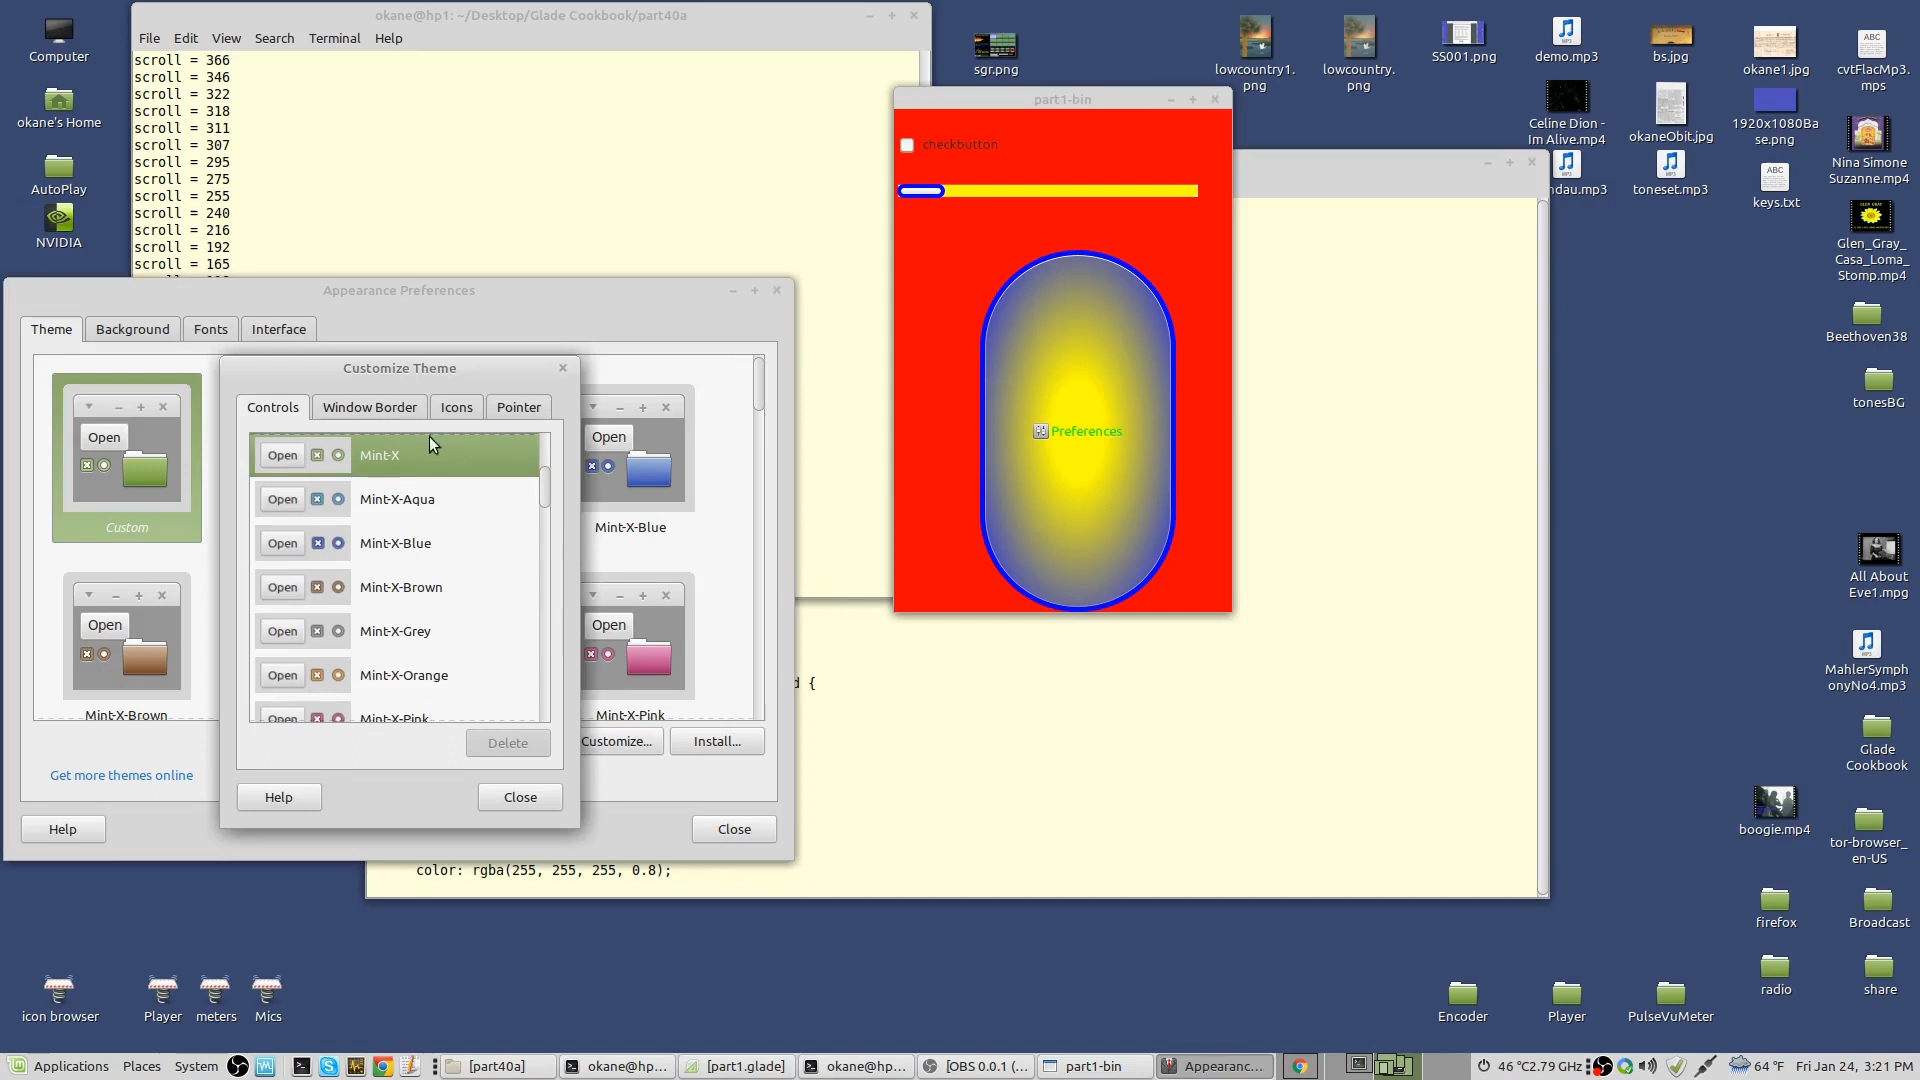 okane@hp1: ~/Desktop/Glade Cookbook/part40a
File Edit View Search Terminal Help
scroll = 366
scroll = 346
scroll = 322
scroll = 318
scroll = 311
scroll = 307
scroll = 295
scroll = 275
scroll = 255
scroll = 240
scroll = 216
scroll = 192
scroll = 165
Computer
okane's Home
AutoPlay
NVIDIA
sgr.png
lowcountry1.
png
lowcountry.
png
SS001.png
demo.mp3
bs.jpg
okane1.jpg
cvtFlacMp3.
mps
Celine Dion -
Im Alive.mp4
okaneObit.jpg
1920x1080Ba
se.png
Nina Simone
Suzanne.mp4
ndau.mp3
toneset.mp3
keys.txt
Glen_Gray_
Casa_Loma_
Stomp.mp4
Beethoven38
tonesBG
All About
Eve1.mpg
MahlerSymph
onyNo4.mp3
Glade
Cookbook
boogie.mp4
tor-browser_
en-US
firefox
Broadcast
radio
share
Encoder
Player
PulseVuMeter
part1-bin
checkbutton
Preferences
Appearance Preferences
Theme Background Fonts Interface
Open
Custom
Open
Mint-X-Blue
Open
Mint-X-Brown
Open
Mint-X-Pink
Customize... Install...
Get more themes online
Help
Close
Customize Theme
Controls Window Border Icons Pointer
Open Mint-X
Open Mint-X-Aqua
Open Mint-X-Blue
Open Mint-X-Brown
Open Mint-X-Grey
Open Mint-X-Orange
Open Mint-X-Pink
Delete
Help Close
d {
color: rgba(255, 255, 255, 0.8);
icon browser
Player
meters
Mics
Applications Places System [part40a] okane@hp... [part1.glade] okane@hp... [OBS 0.0.1 (... part1-bin Appearanc... 46 ℃2.79 GHz 64 °F Fri Jan 24, 3:21 PM